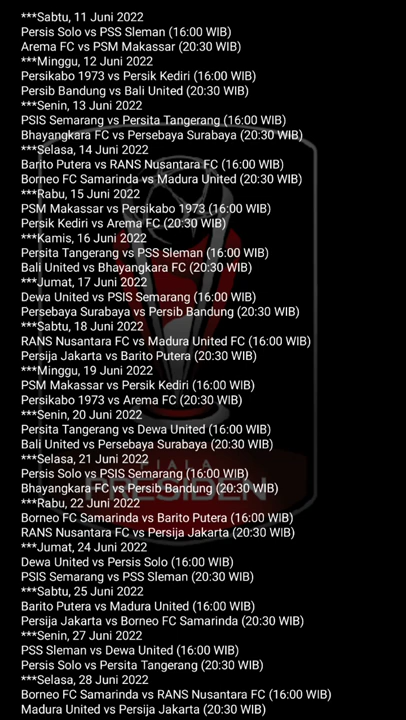 ***Sabtu, 11 Juni 2022
Persis Solo vs PSS Sleman (16:00 WIB)
Arema FC vs PSM Makassar (20:30 WIB)
***Minggu, 12 Juni 2022
Persikabo 1973 vs Persik Kediri (16:00 WIB)
Persib Bandung vs Bali United (20:30 WIB)
***Senin, 13 Juni 2022
PSIS Semarang vs Persita Tangerang (16:00 WIB)
Bhayangkara FC vs Persebaya Surabaya (20:30 WIB)
***Selasa, 14 Juni 2022
Barito Putera vs RANS Nusantara FC (16:00 WIB)
Borneo FC Samarinda vs Madura United (20:30 WIB)
***Rabu, 15 Juni 2022
PSM Makassar vs Persikabo 1973 (16:00 WIB)
Persik Kediri vs Arema FC (20:30 WIB)
***Kamis, 16 Juni 2022
Persita Tangerang vs PSS Sleman (16:00 WIB)
Bali United vs Bhayangkara FC (20:30 WIB)
***Jumat, 17 Juni 2022
Dewa United vs PSIS Semarang (16:00 WIB)
Persebaya Surabaya vs Persib Bandung (20:30 WIB)
***Sabtu, 18 Juni 2022
RANS Nusantara FC vs Madura United FC (16:00 WIB)
Persija Jakarta vs Barito Putera (20:30 WIB)
***Minggu, 19 Juni 2022
PSM Makassar vs Persik Kediri (16:00 WIB)
Persikabo 1973 vs Arema FC (20:30 WIB)
***Senin, 20 Juni 2022
Persita Tangerang vs Dewa United (16:00 WIB)
Bali United vs Persebaya Surabaya (20:30 WIB)
***Selasa, 21 Juni 2022
PIALA
Persis Solo vs PSIS Semarang (16:00 WIB)
Bhayangkara FC vs Persib Bandung (20:30 WIB)
PRESIDEN
***Rabu, 22 Juni 2022
Borneo FC Samarinda vs Barito Putera (16:00 WIB)
RANS Nusantara FC vs Persija Jakarta (20:30 WIB)
***Jumat, 24 Juni 2022
Dewa United vs Persis Solo (16:00 WIB)
PSIS Semarang vs PSS Sleman (20:30 WIB)
***Sabtu, 25 Juni 2022
Barito Putera vs Madura United (16:00 WIB)
Persija Jakarta vs Borneo FC Samarinda (20:30 WIB)
***Senin, 27 Juni 2022
PSS Sleman vs Dewa United (16:00 WIB)
Persis Solo vs Persita Tangerang (20:30 WIB)
***Selasa, 28 Juni 2022
Borneo FC Samarinda vs RANS Nusantara FC (16:00 WIB)
Madura United vs Persija Jakarta (20:30 WIB)